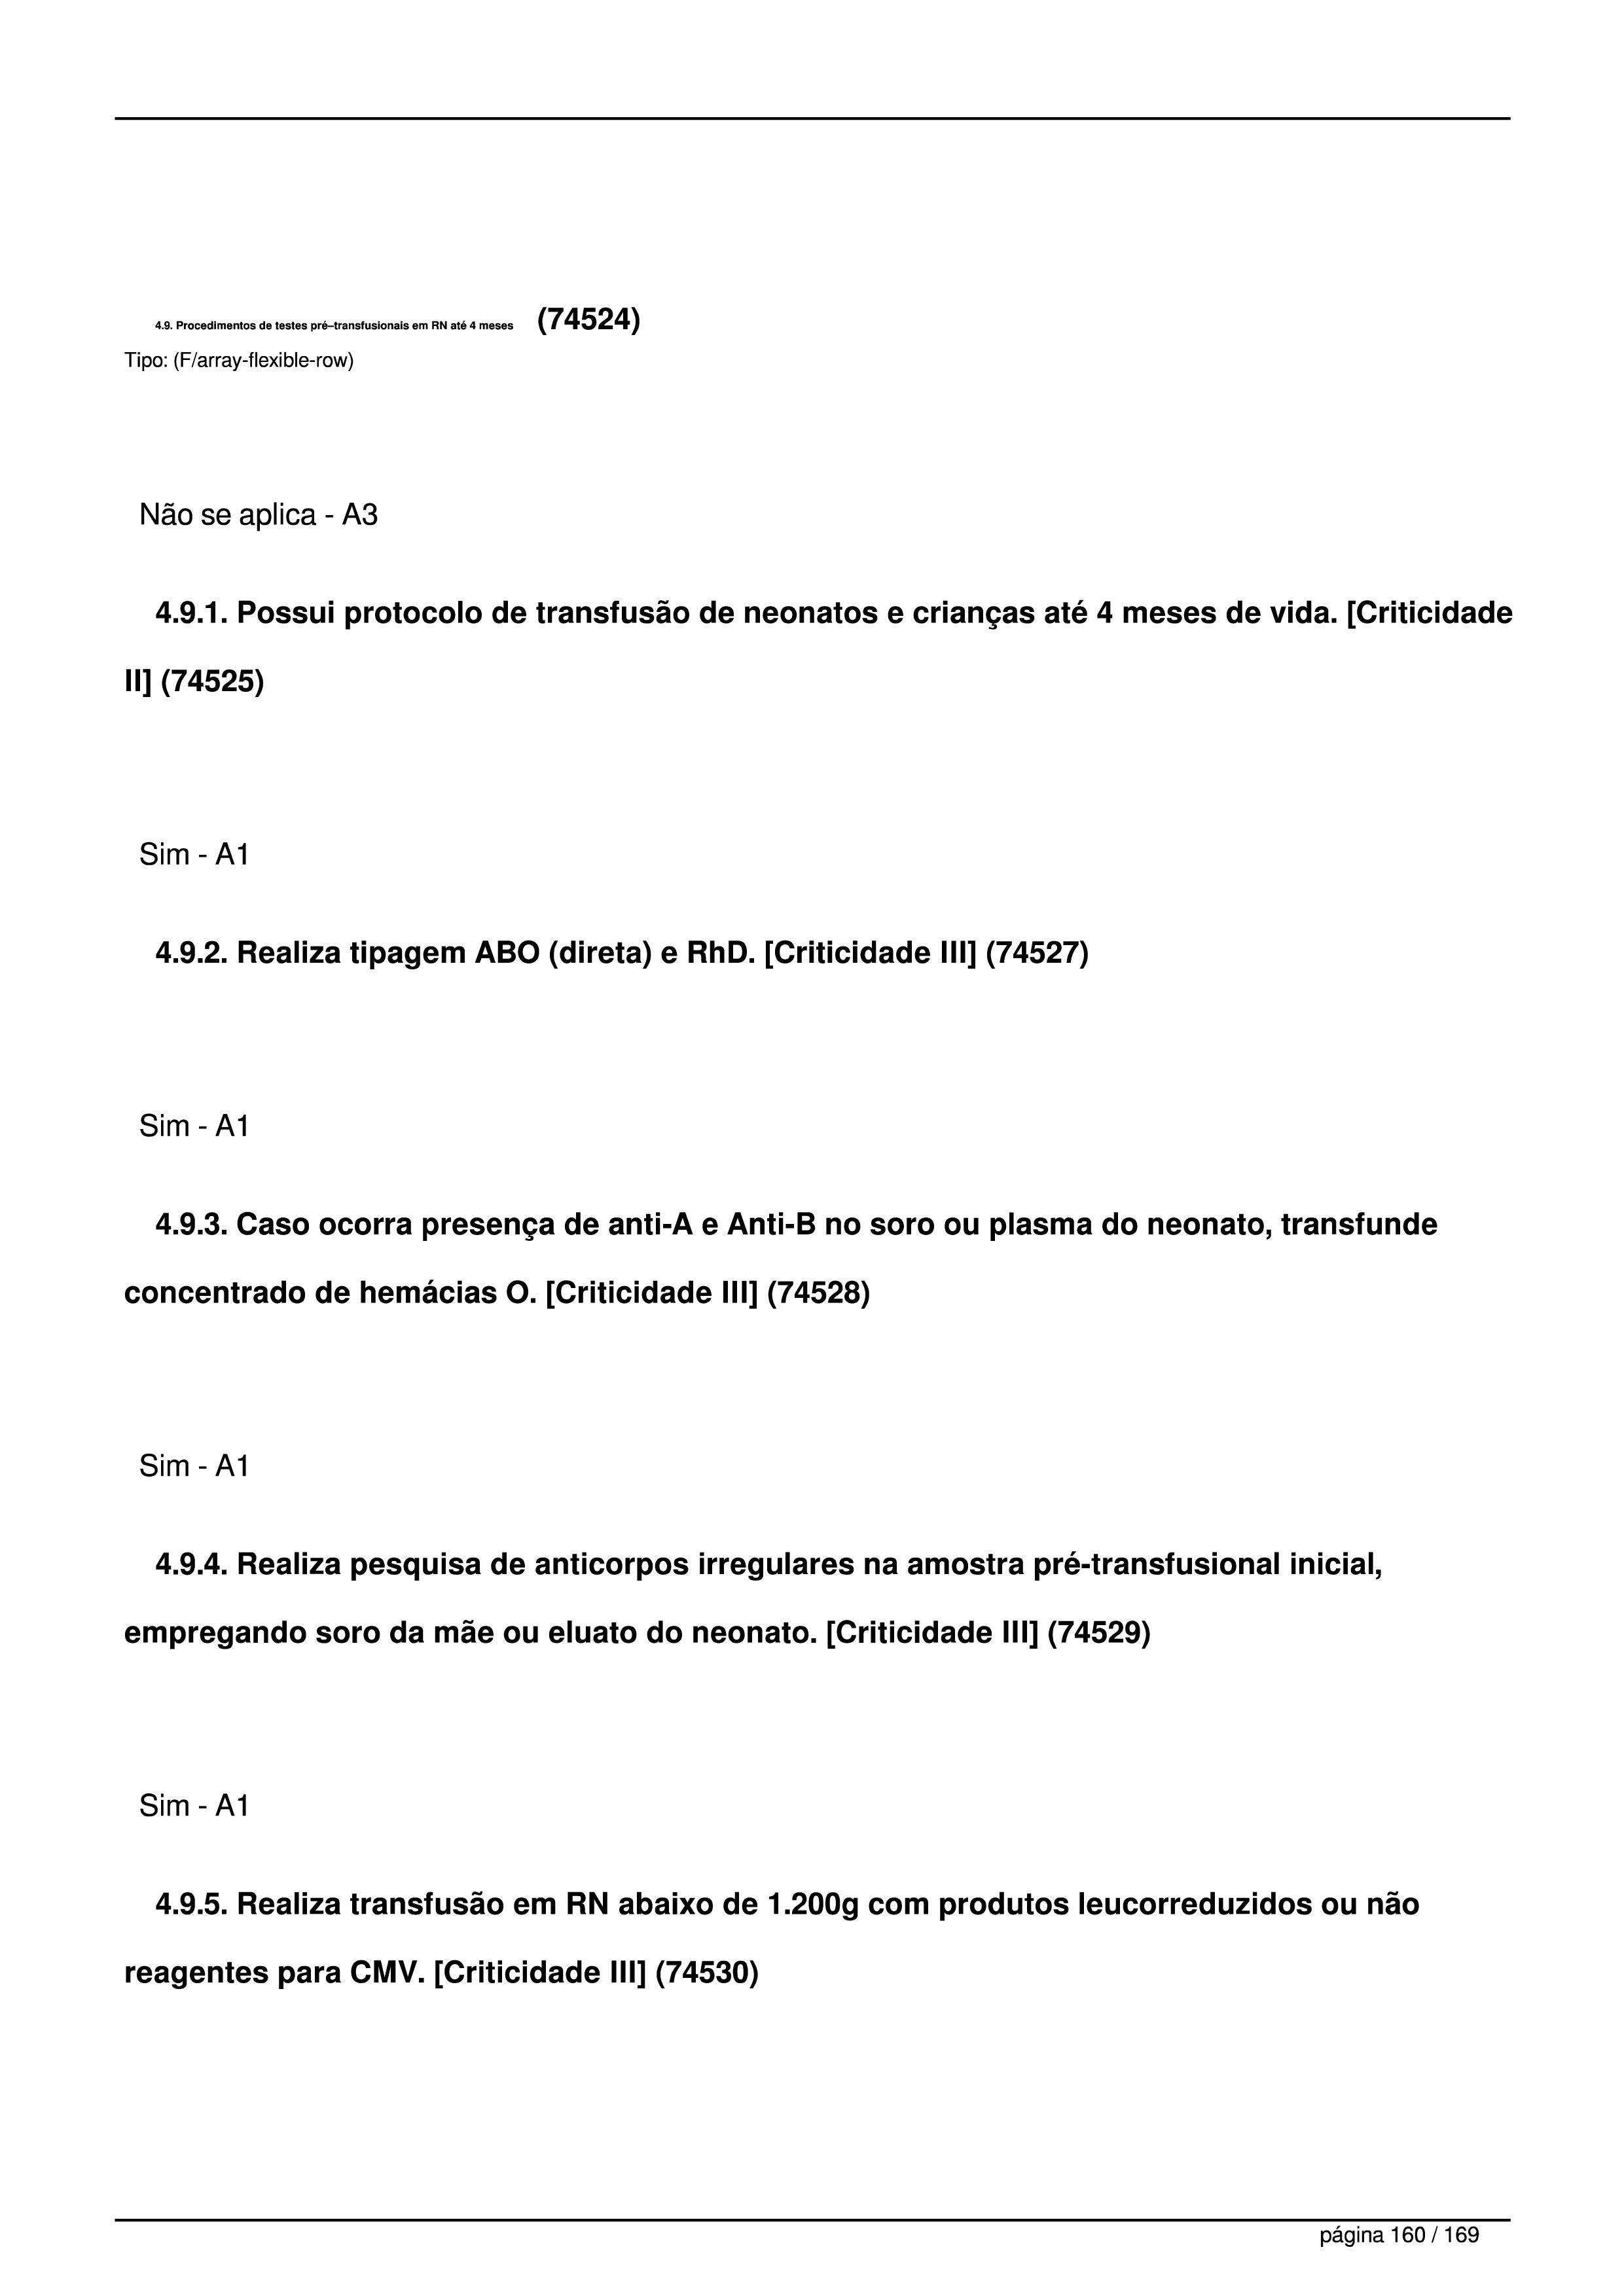 4.9. Procedimentos de testes pré–transfusionais em RN até 4 meses (74524)
Tipo: (F/array-flexible-row)
Não se aplica - A3
4.9.1. Possui protocolo de transfusão de neonatos e crianças até 4 meses de vida. [Criticidade
II] (74525)
Sim - A1
4.9.2. Realiza tipagem ABO (direta) e RhD. [Criticidade III] (74527)
Sim - A1
4.9.3. Caso ocorra presença de anti-A e Anti-B no soro ou plasma do neonato, transfunde
concentrado de hemácias O. [Criticidade III] (74528)
Sim - A1
4.9.4. Realiza pesquisa de anticorpos irregulares na amostra pré-transfusional inicial,
empregando soro da mãe ou eluato do neonato. [Criticidade III] (74529)
Sim - A1
4.9.5. Realiza transfusão em RN abaixo de 1.200g com produtos leucorreduzidos ou não
reagentes para CMV. [Criticidade III] (74530)
página 160 / 169